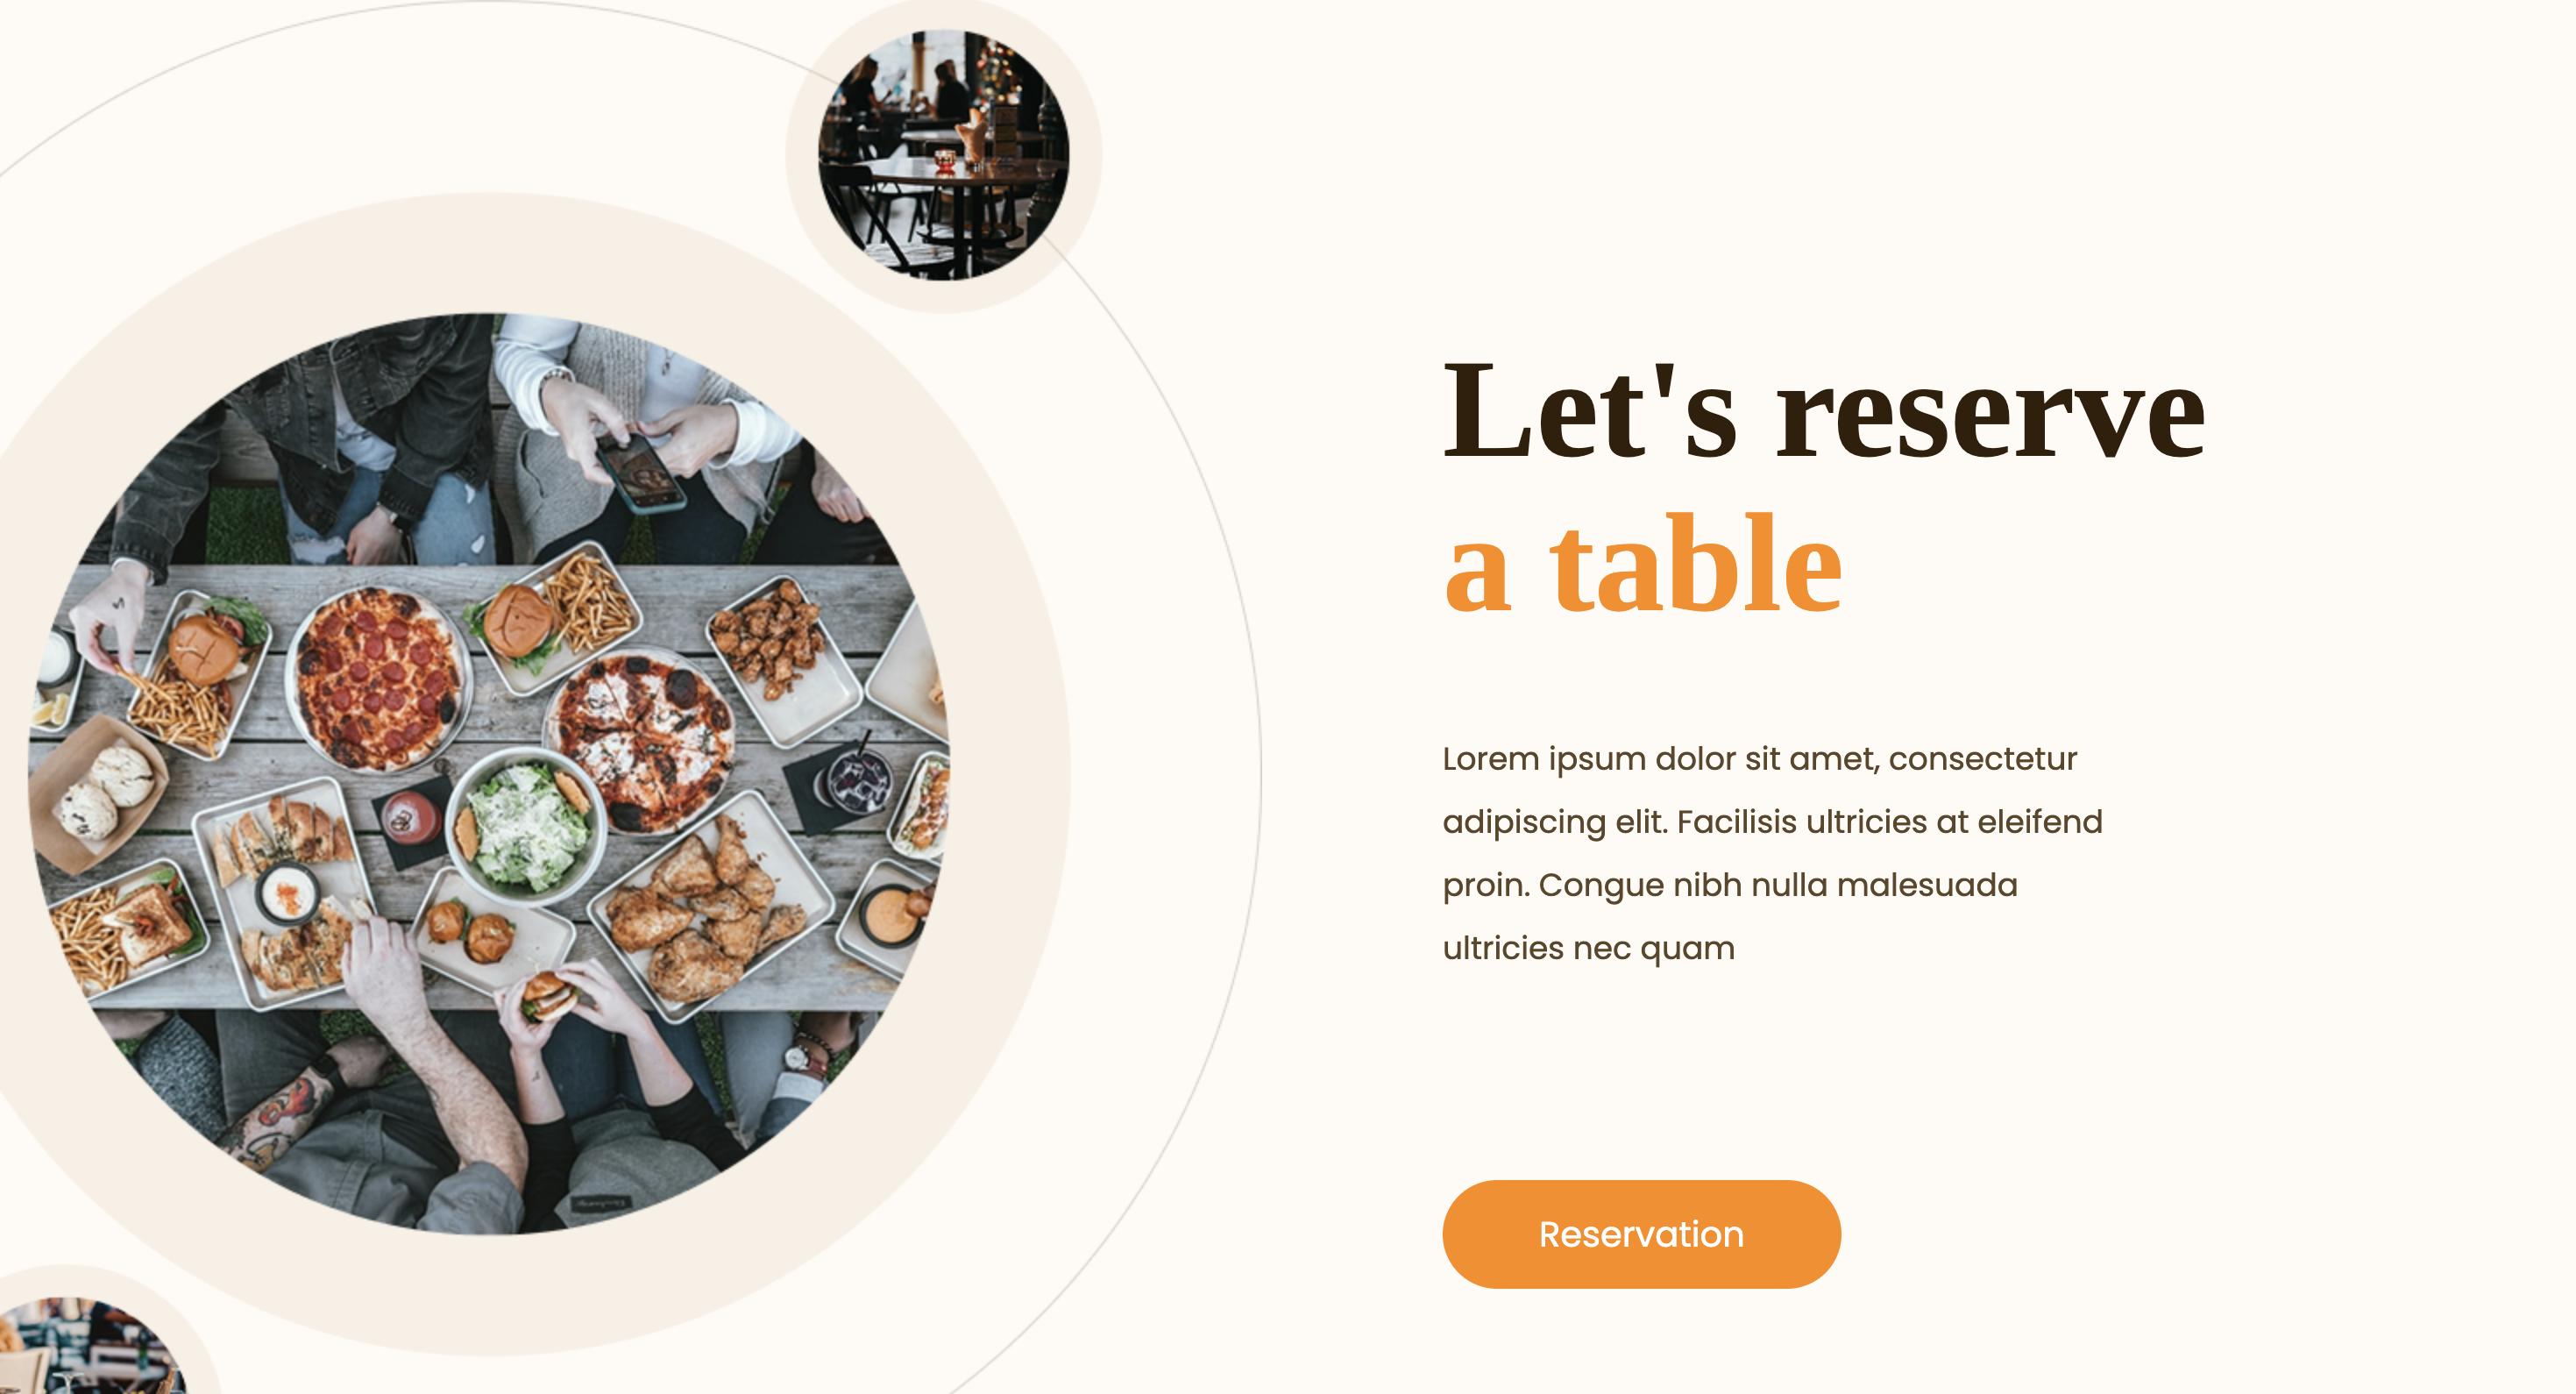 Let's reserve
a table
Lorem ipsum dolor sit amet, consectetur
adipiscing elit. Facilisis ultricies at eleifend
proin. Congue nibh nulla malesuada
ultricies nec quam
Reservation